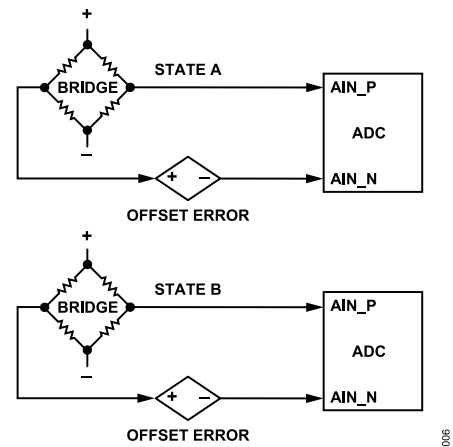 +
STATE A
BRIDGE
AIN_P
ADC
−
+ −
AIN_N
OFFSET ERROR
+
STATE B
BRIDGE
AIN_P
ADC
−
+ −
AIN_N
OFFSET ERROR
006